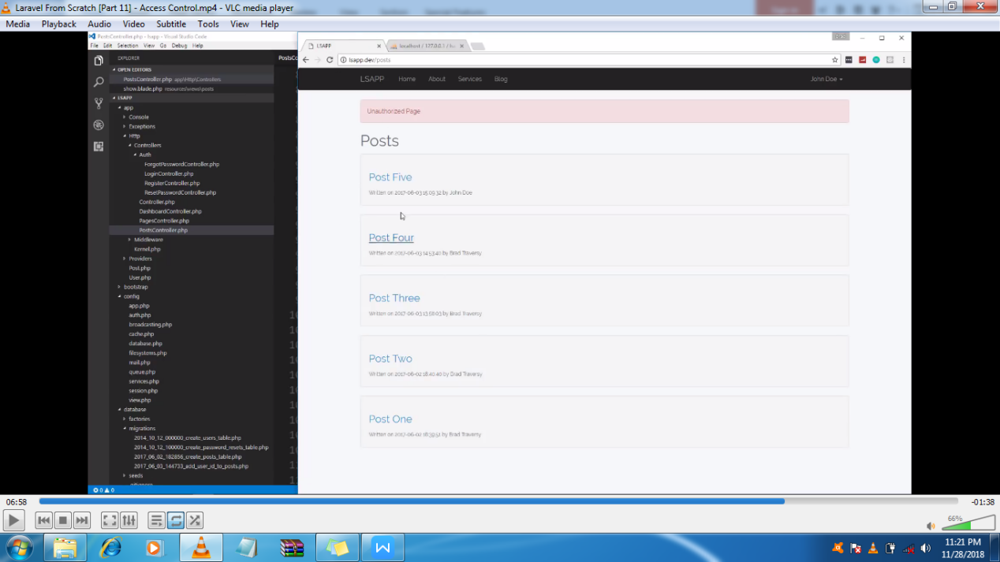 Laravel From Scratch [Part 11] - Access Control.mp4 - VLC media player
Media Playback Audio Video Subtitle Tools View Help
PostsController.php - lsapp - Visual Studio Code
File Edit Selection View Go Debug Help
EXPLORER
OPEN EDITORS
PostsController.php app\Http\Controllers
show.blade.php resources\views\posts
LSAPP
app
Console
Exceptions
Http
Controllers
Auth
ForgotPasswordController.php
LoginController.php
RegisterController.php
ResetPasswordController.php
Controller.php
DashboardController.php
PagesController.php
PostsController.php
Middleware
Kernel.php
Providers
Post.php
User.php
bootstrap
config
app.php
auth.php
broadcasting.php
cache.php
database.php
filesystems.php
mail.php
queue.php
services.php
session.php
view.php
database
factories
migrations
2014_10_12_000000_create_users_table.php
2014_10_12_100000_create_password_resets_table.php
2017_06_02_182856_create_posts_table.php
2017_06_03_144733_add_user_id_to_posts.php
seeds
.gitignore
0 0
PostsCo
LSAPP
localhost / 127.0.0.1 /
lsapp.dev/posts
LSAPP Home About Services Blog John Doe
Unauthorized Page
Posts
Post Five
Written on 2017-06-03 15:09:32 by John Doe
Post Four
Written on 2017-06-03 14:53:40 by Brad Traversy
Post Three
Written on 2017-06-03 13:58:03 by Brad Traversy
Post Two
Written on 2017-06-02 18:40:40 by Brad Traversy
Post One
Written on 2017-06-02 18:39:51 by Brad Traversy
06:58 -01:38
66%
11:21 PM
11/28/2018